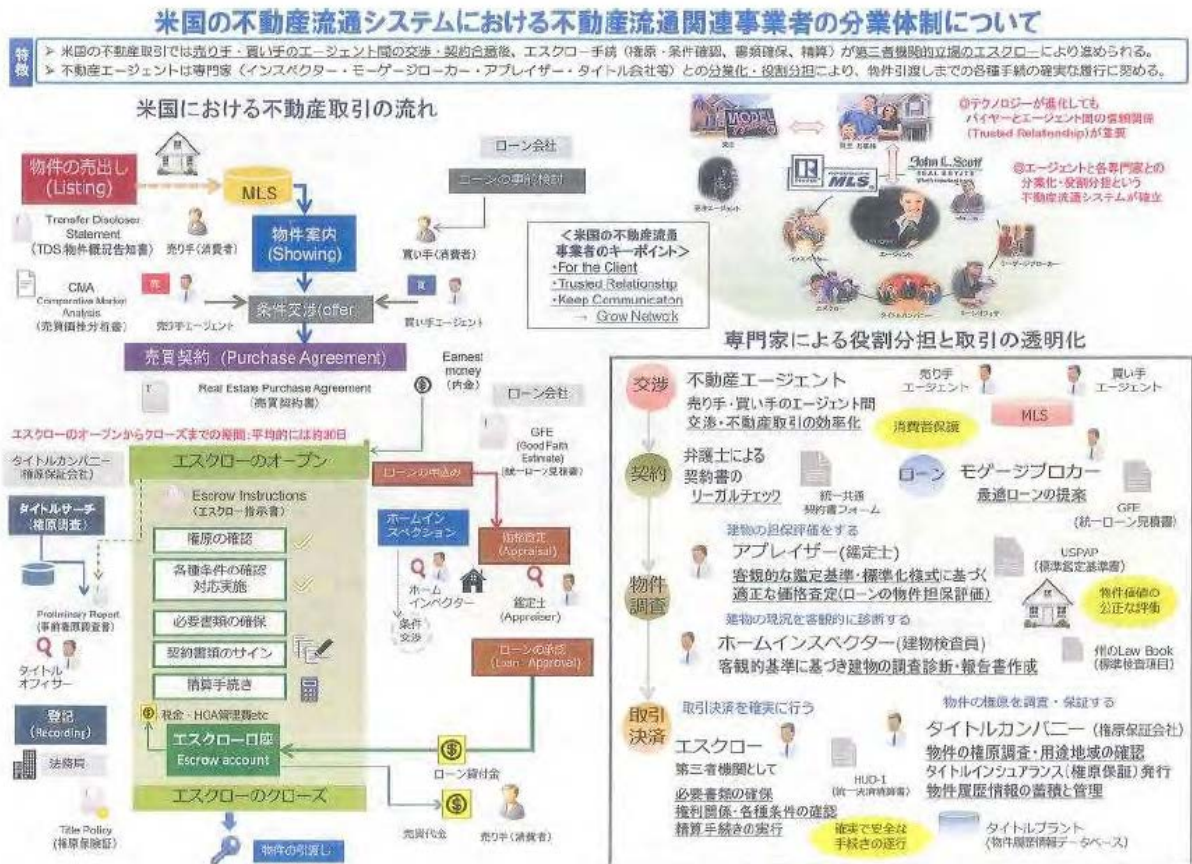 米国の不動産流通システムにおける不動産流通関連事業者の分業体制について
特徴
➢ 米国の不動産取引では売り手・買い手のエージェント間の交渉・契約合意後、エスクロー手続（権原・条件確認、書類確保、精算）が第三者機関的立場のエスクローにより進められる。
➢ 不動産エージェントは専門家（インスペクター・モーゲージローカー・アプレイザー・タイトル会社等）との分業化・役割分担により、物件引渡しまでの各種手続の確実な履行に努める。
米国における不動産取引の流れ
物件の売出し
(Listing)
MLS
ローン会社
ローンの事前検討
Transfer Discloser
Statement
(TDS物件概況告知書)
売り手(消費者)
物件案内
(Showing)
買い手(消費者)
CMA
Comparative Market
Analysis
(売買価格分析書)
売
売り手エージェント
条件交渉(offer
買
買い手エージェント
売買契約 (Purchase Agreement)
Real Estate Purchase Agreement
(売買契約書)
Earnest
money
(内金)
ローン会社
GFE
(Good Faith
Estimate)
(統一ローン見積書)
エスクローのオープンからクローズまでの期間:平均的には約30日
タイトルカンパニー
(権原保証会社)
エスクローのオープン
ローンの申込み
Escrow Instructions
(エスクロー指示書)
タイトルサーチ
(権原調査)
権原の確認
各種条件の確認
対応実施
必要書類の確保
契約書類のサイン
精算手続き
Preliminary Report
(事前権原調査書)
タイトル
オフィサー
ホームイン
スペクション
ホーム
インスペクター
条件
交渉
価格査定
(Appraisal)
鑑定士
(Appraiser)
ローンの承認
(Loan Approval)
登記
(Recording)
法務局
Title Policy
(権原保険証)
税金・HOA管理費etc
エスクロー口座
Escrow account
ローン貸付金
エスクローのクローズ
売買代金
売り手(消費者)
物件の引渡し
<米国の不動産流通
事業者のキーポイント>
・For the Client
・Trusted Relationship
・Keep Communicaton
→ Grow Network
MODEL
◎テクノロジーが進化しても
バイヤーとエージェント間の信頼関係
(Trusted Relationship)が重要
REALTOR
MLS
John L. Scott
REAL ESTATE
◎エージェントと各専門家との
分業化・役割分担という
不動産流通システムが確立
エージェント
インスペクター
モーゲージブローカー
エスクロー
タイトルカンパニー
専門家による役割分担と取引の透明化
交渉
不動産エージェント
売り手・買い手のエージェント間
交渉・不動産取引の効率化
売り手
エージェント
買い手
エージェント
MLS
消費者保護
契約
弁護士による
契約書の
リーガルチェック
統一共通
契約書フォーム
ローン
モゲージブロカー
最適ローンの提案
GFE
(統一ローン見積書)
物件
調査
建物の担保評価をする
アプレイザー(鑑定士)
客観的な鑑定基準・標準化様式に基づく
適正な価格査定(ローンの物件担保評価)
USPAP
(標準鑑定基準書)
物件価値の
公正な評価
建物の現況を客観的に診断する
ホームインスペクター(建物検査員)
客観的基準に基づき建物の調査診断・報告書作成
州のLaw Book
(標準検査項目)
取引
決済
取引決済を確実に行う
エスクロー
第三者機関として
必要書類の確保
権利関係・各種条件の確認
精算手続きの実行
HUD-1
(統一決済精算書)
確実で安全な
手続きの遂行
物件の権原を調査・保証する
タイトルカンパニー (権原保証会社)
物件の権原調査・用途地域の確認
タイトルインシュアランス(権原保証)発行
物件履歴情報の蓄積と管理
タイトルプラント
(物件履歴情報データベース)